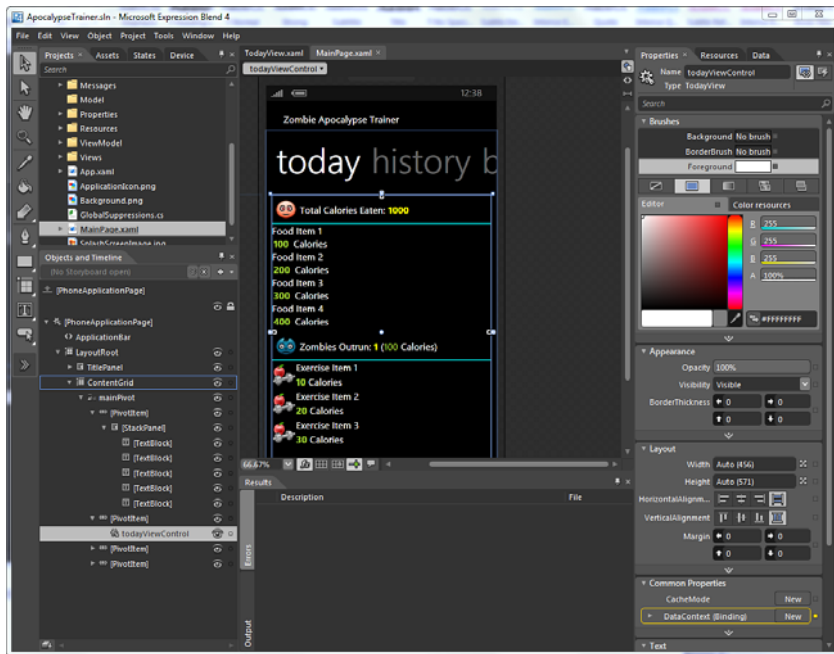 ApocalypseTrainer.sln - Microsoft Expression Blend 4
File Edit View Object Project Tools Window Help
Projects Assets States Device
Search
Messages
Model
Properties
Resources
ViewModel
Views
App.xaml
ApplicationIcon.png
Background.png
GlobalSuppressions.cs
MainPage.xaml
SplashScreenImage.jpg
Objects and Timeline
(No Storyboard open)
[PhoneApplicationPage]
[PhoneApplicationPage]
ApplicationBar
LayoutRoot
TitlePanel
ContentGrid
mainPivot
[PivotItem]
[StackPanel]
[TextBlock]
[TextBlock]
[TextBlock]
[TextBlock]
[TextBlock]
[PivotItem]
todayViewControl
[PivotItem]
[PivotItem]
TodayView.xaml MainPage.xaml
todayViewControl
12:38
Zombie Apocalypse Trainer
today history b
Total Calories Eaten: 1000
Food Item 1
100 Calories
Food Item 2
200 Calories
Food Item 3
300 Calories
Food Item 4
400 Calories
Zombies Outrun: 1 (100 Calories)
Exercise Item 1
10 Calories
Exercise Item 2
20 Calories
Exercise Item 3
30 Calories
66.67%
Results
Errors
Output
Description File
Properties Resources Data
Name todayViewControl
Type TodayView
Search
Brushes
Background No brush
BorderBrush No brush
Foreground
Editor Color resources
R 255
G 255
B 255
A 100%
#FFFFFFFF
Appearance
Opacity 100%
Visibility Visible
BorderThickness 0 0
0 0
Layout
Width Auto (456)
Height Auto (571)
HorizontalAlignm...
VerticalAlignment
Margin 0 0
0 0
Common Properties
CacheMode New
DataContext (Binding) New
Text